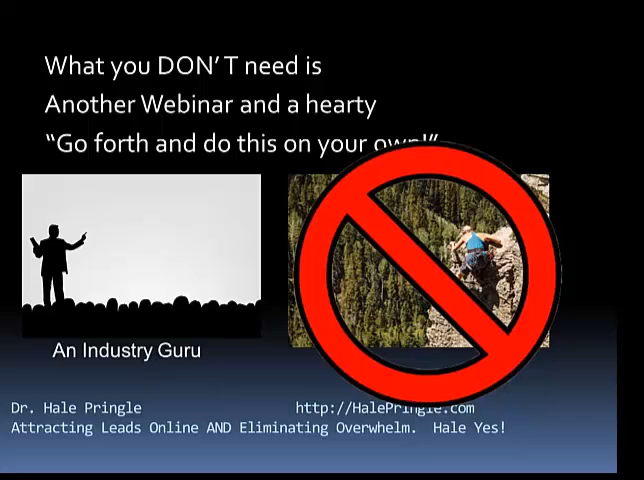 What you DON'T need is
Another Webinar and a hearty
“Go forth and do this on your own!”
An Industry Guru
Dr. Hale Pringle
http://HalePringle.com
Attracting Leads Online AND Eliminating Overwhelm. Hale Yes!